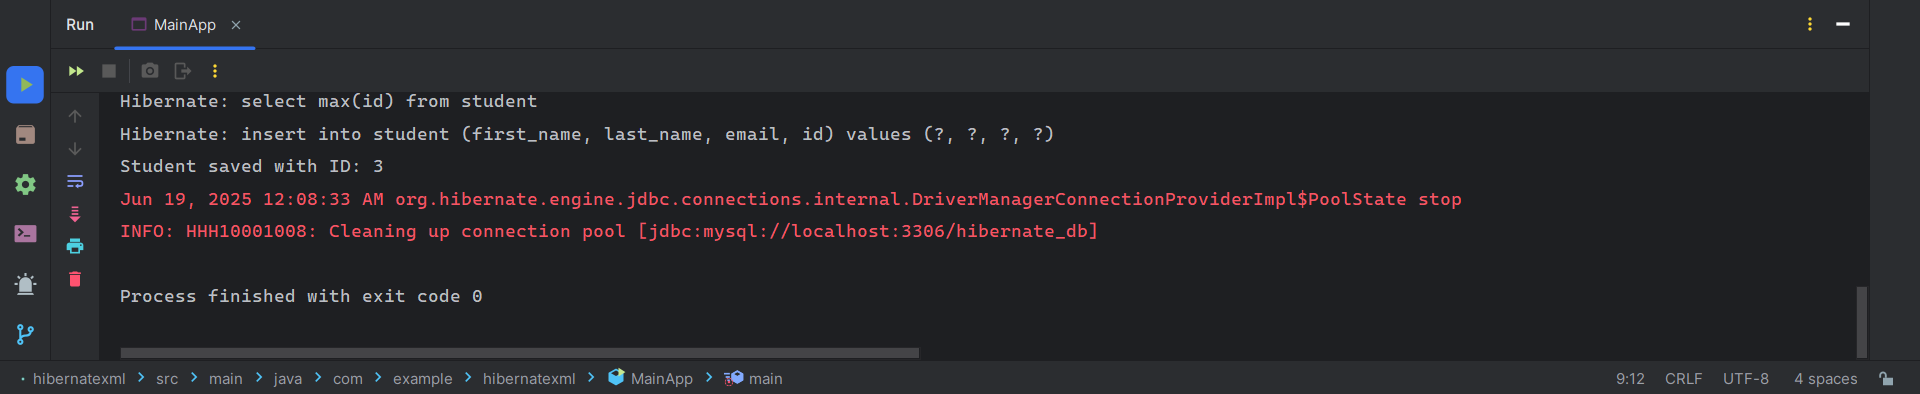 Run MainApp
Hibernate: select max(id) from student
Hibernate: insert into student (first_name, last_name, email, id) values (?, ?, ?, ?)
Student saved with ID: 3
Jun 19, 2025 12:08:33 AM org.hibernate.engine.jdbc.connections.internal.DriverManagerConnectionProviderImpl$PoolState stop
INFO: HHH10001008: Cleaning up connection pool [jdbc:mysql://localhost:3306/hibernate_db]
Process finished with exit code 0
hibernatexml > src > main > java > com > example > hibernatexml > MainApp > main 9:12 CRLF UTF-8 4 spaces